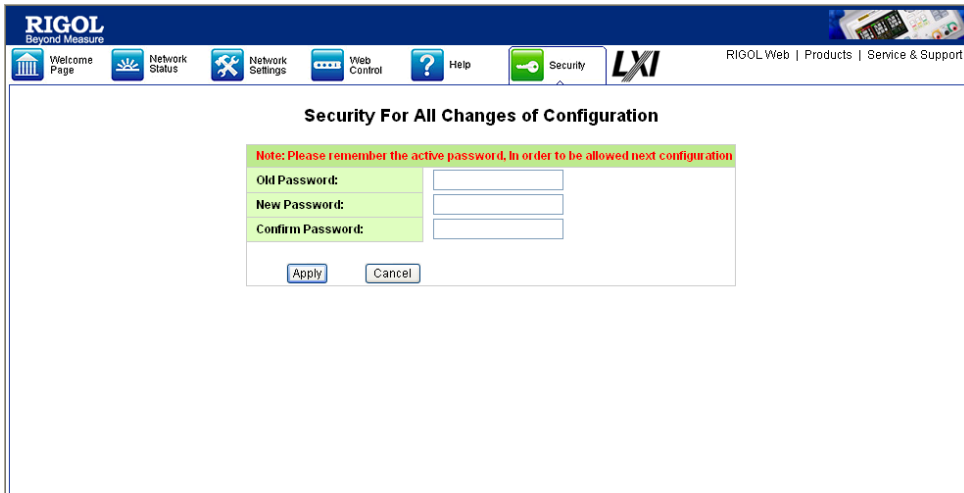 RIGOL
Beyond Measure
Welcome Page
Network Status
Network Settings
Web Control
? Help
Security
LXI
RIGOL Web | Products | Service & Support
Security For All Changes of Configuration
Note: Please remember the active password, In order to be allowed next configuration
Old Password:
New Password:
Confirm Password:
Apply Cancel